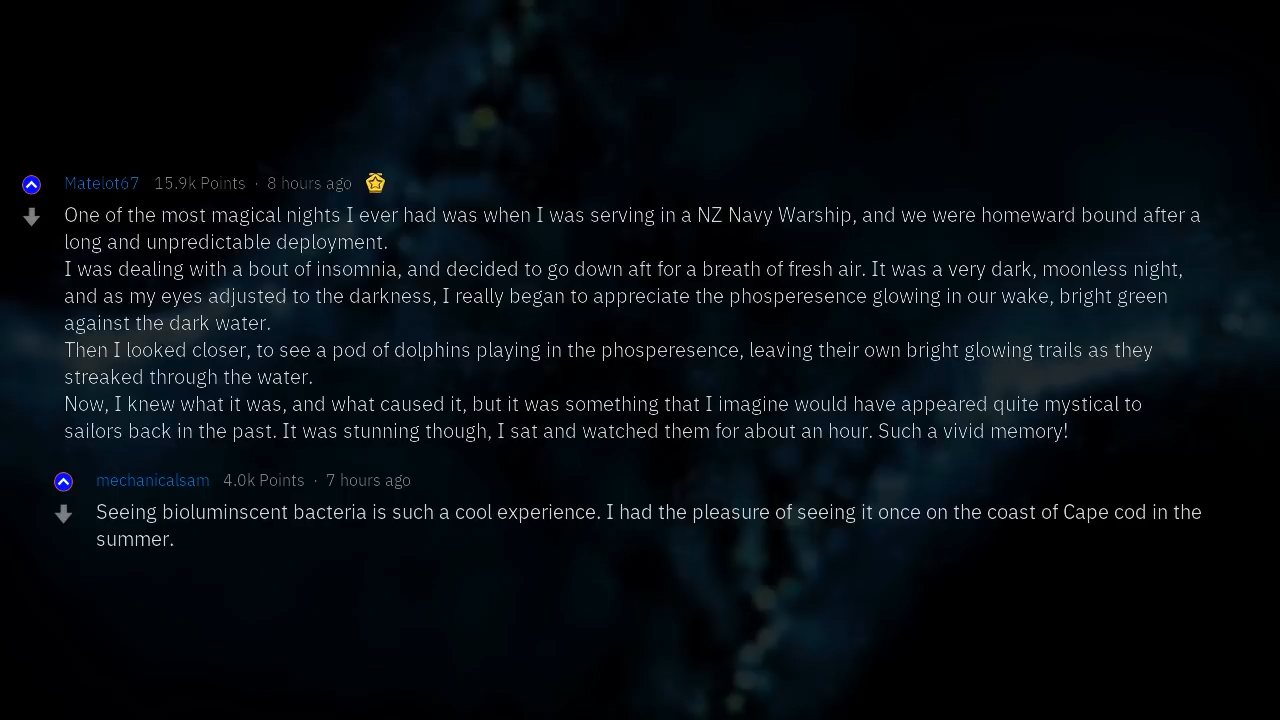 Matelot67 15.9k Points · 8 hours ago
One of the most magical nights I ever had was when I was serving in a NZ Navy Warship, and we were homeward bound after a
long and unpredictable deployment.
I was dealing with a bout of insomnia, and decided to go down aft for a breath of fresh air. It was a very dark, moonless night,
and as my eyes adjusted to the darkness, I really began to appreciate the phosperesence glowing in our wake, bright green
against the dark water.
Then I looked closer, to see a pod of dolphins playing in the phosperesence, leaving their own bright glowing trails as they
streaked through the water.
Now, I knew what it was, and what caused it, but it was something that I imagine would have appeared quite mystical to
sailors back in the past. It was stunning though, I sat and watched them for about an hour. Such a vivid memory!
mechanicalsam 4.0k Points · 7 hours ago
Seeing bioluminscent bacteria is such a cool experience. I had the pleasure of seeing it once on the coast of Cape cod in the
summer.